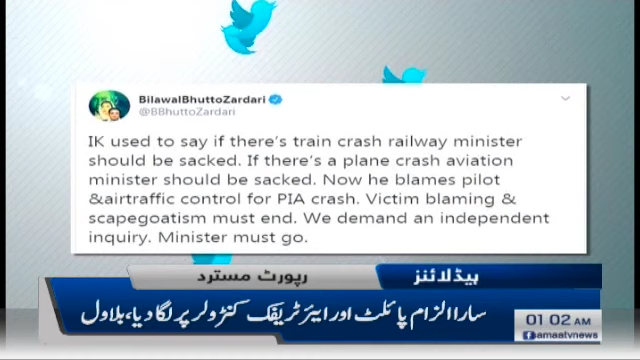 BilawalBhuttoZardari
@BBhuttoZardari
IK used to say if there's train crash railway minister
should be sacked. If there's a plane crash aviation
minister should be sacked. Now he blames pilot
&airtraffic control for PIA crash. Victim blaming &
scapegoatism must end. We demand an independent
inquiry. Minister must go.
ہیڈلائنز
رپورٹ مسترد
سارا الزام پائلٹ اور ایئر ٹریفک کنٹرولر پر لگا دیا، بلاول
01:02 AM
/samaatvnews